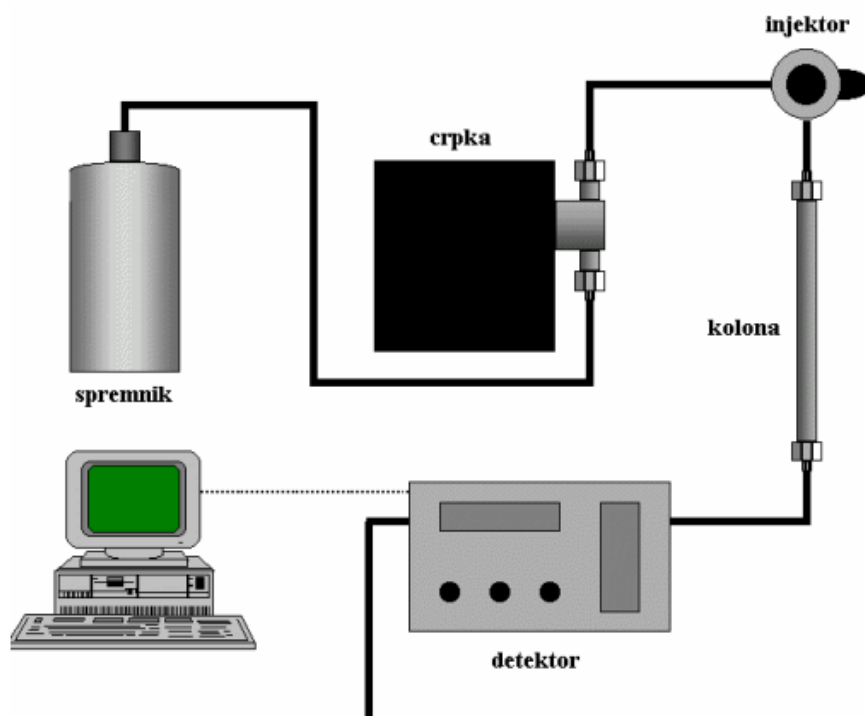 injektor
crpka
kolona
spremnik
detektor